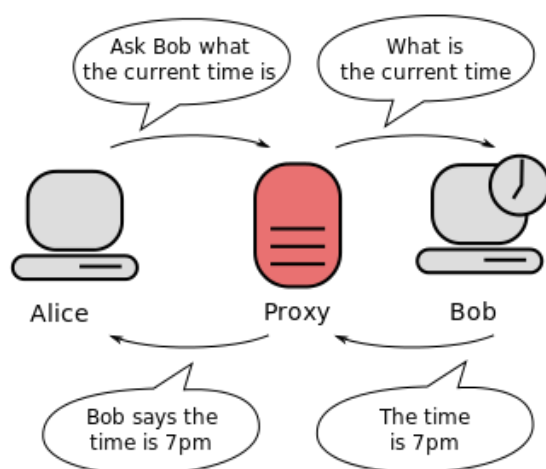 Ask Bob what
the current time is
What is
the current time
Alice
Proxy
Bob
Bob says the
time is 7pm
The time
is 7pm